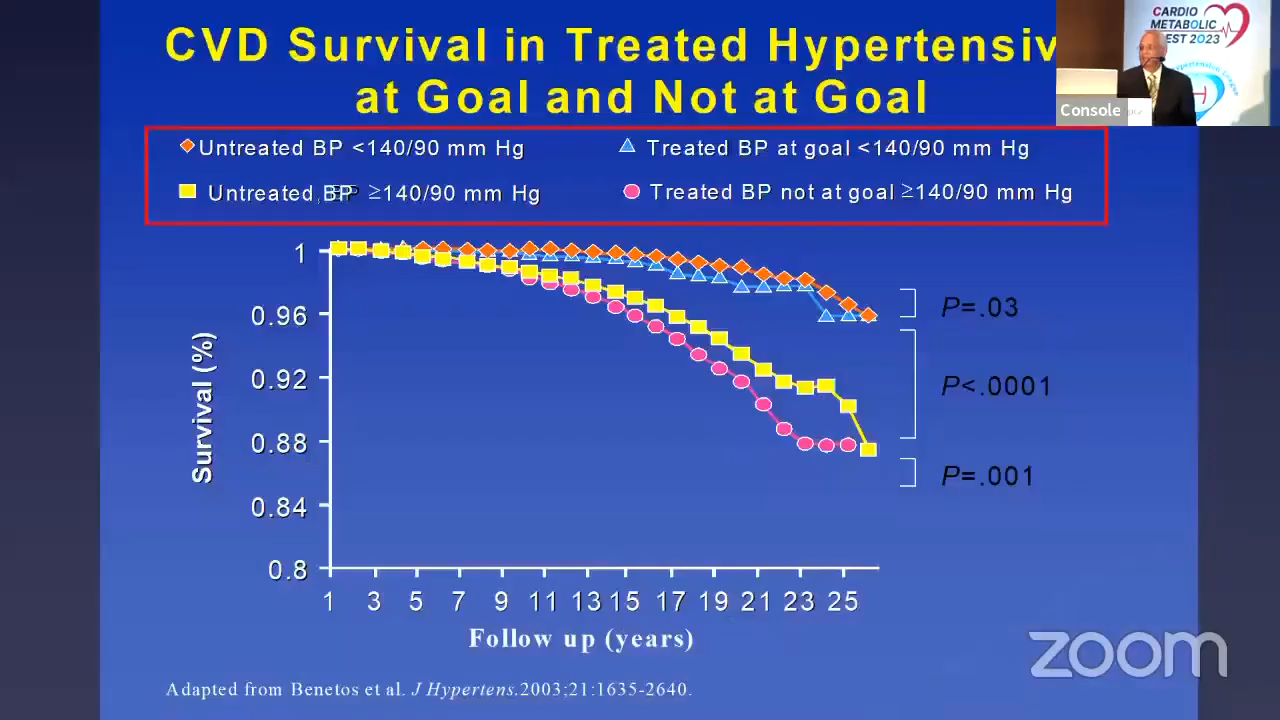 CVD Survival in Treated Hypertensiv
at Goal and Not at Goal
CARDIO
METABOLIC
EST 2023
Console
Untreated BP <140/90 mm Hg
Treated BP at goal <140/90 mm Hg
Untreated BP ≥140/90 mm Hg
Treated BP not at goal ≥140/90 mm Hg
1
0.96
0.92
0.88
0.84
0.8
Survival (%)
P=.03
P<.0001
P=.001
1 3 5 7 9 11 13 15 17 19 21 23 25
Follow up (years)
zoom
Adapted from Benetos et al. J Hypertens.2003;21:1635-2640.